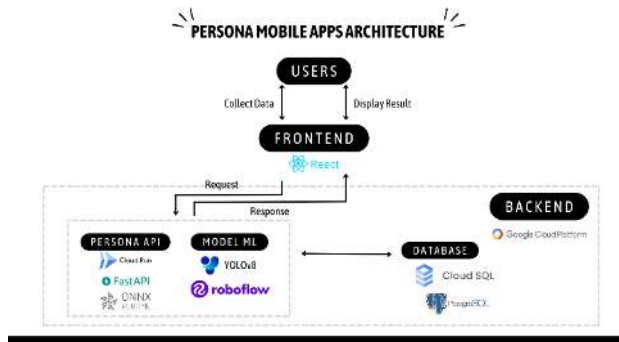 PERSONA MOBILE APPS ARCHITECTURE
USERS
Collect Data
Display Result
FRONTEND
React
Request
Response
BACKEND
Google Cloud Platform
PERSONA API
MODEL ML
DATABASE
Cloud Run
YOLOv8
Cloud SQL
FastAPI
roboflow
ONNX
PostgreSQL